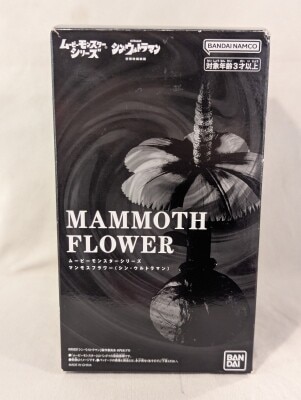 ムービーモンスター
シリーズ
シン・ウルトラマン
BANDAI NAMCO
対象年齢3才以上
MAMMOTH
FLOWER
ムービーモンスターシリーズ
マンモスフラワー（シン・ウルトラマン）
BAN
DAI